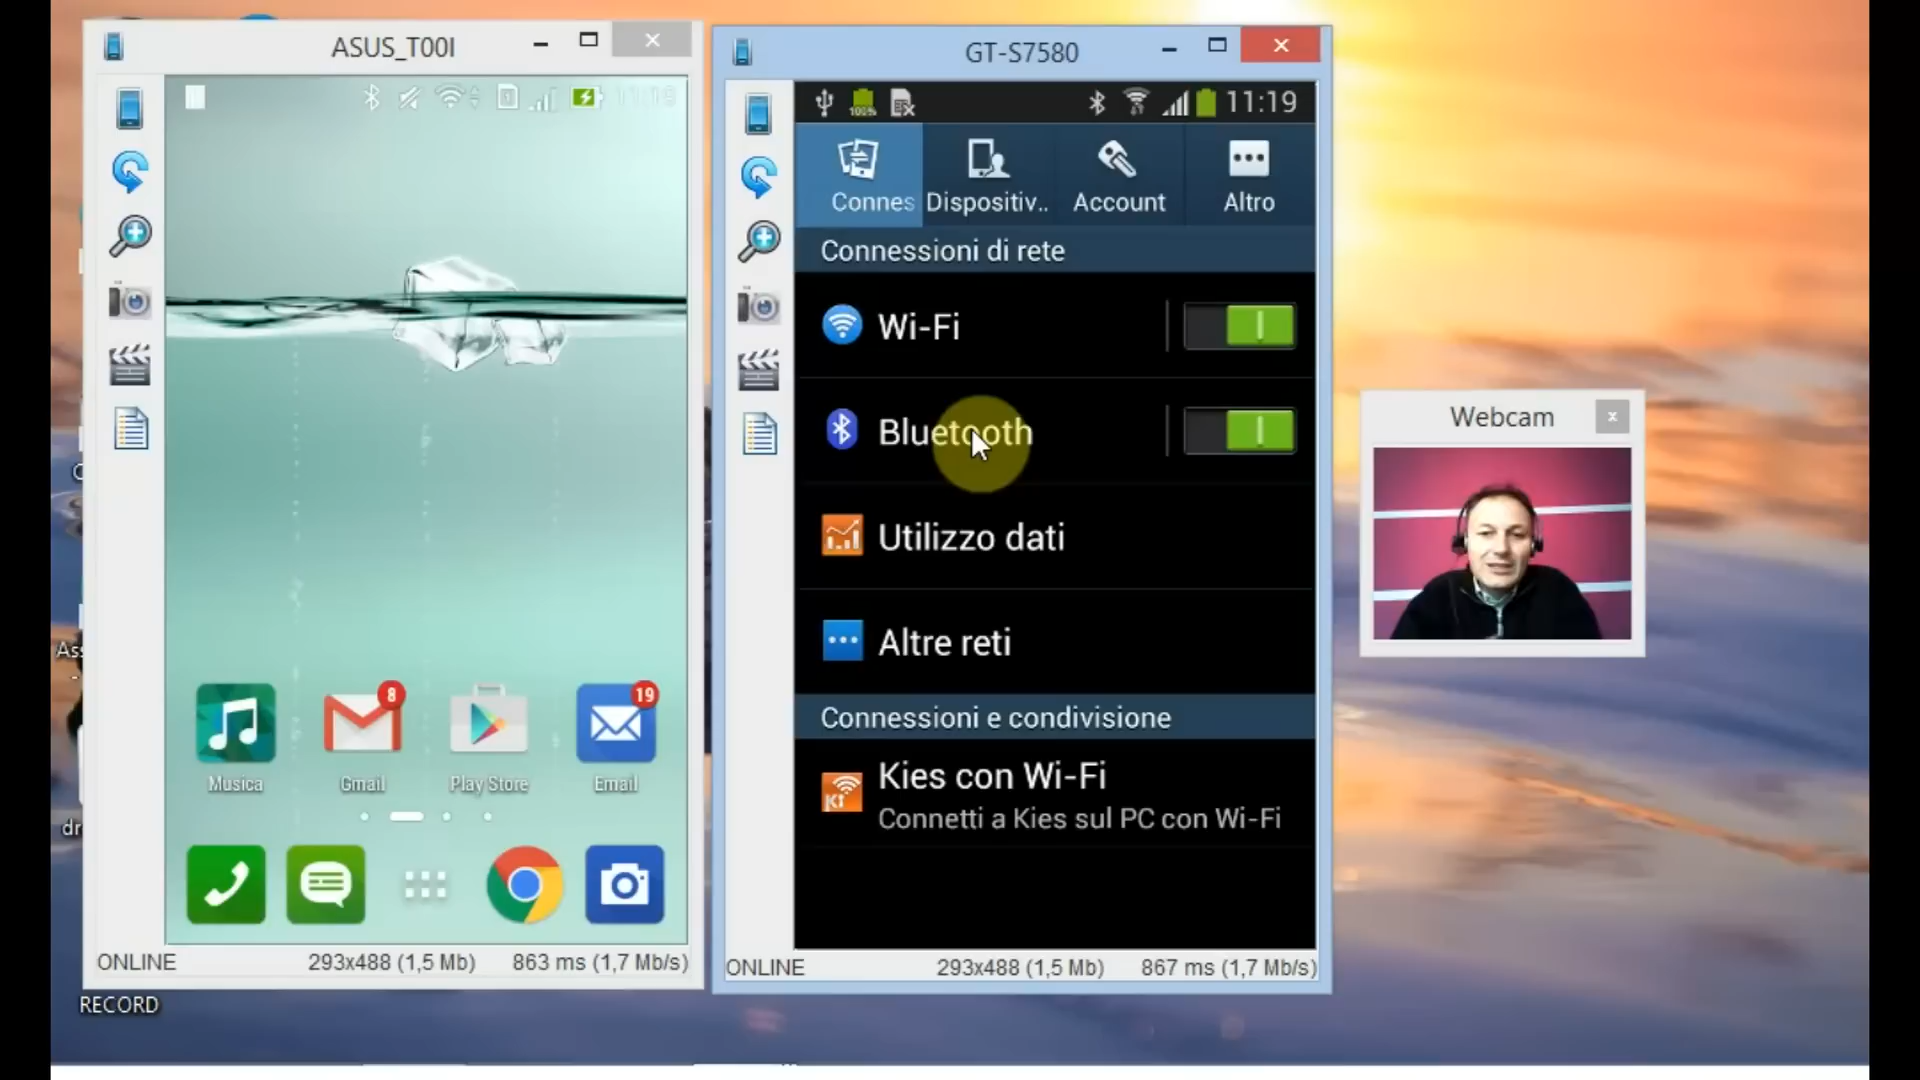 ASUS_T00I
11:19
8
19
Musica
Gmail
Play Store
Email
ONLINE
293x488 (1,5 Mb)
863 ms (1,7 Mb/s)
RECORD
GT-S7580
100%
11:19
Connes
Dispositiv..
Account
Altro
Connessioni di rete
Wi-Fi
Bluetooth
Utilizzo dati
Altre reti
Connessioni e condivisione
Kies con Wi-Fi
Connetti a Kies sul PC con Wi-Fi
ONLINE
293x488 (1,5 Mb)
867 ms (1,7 Mb/s)
Webcam